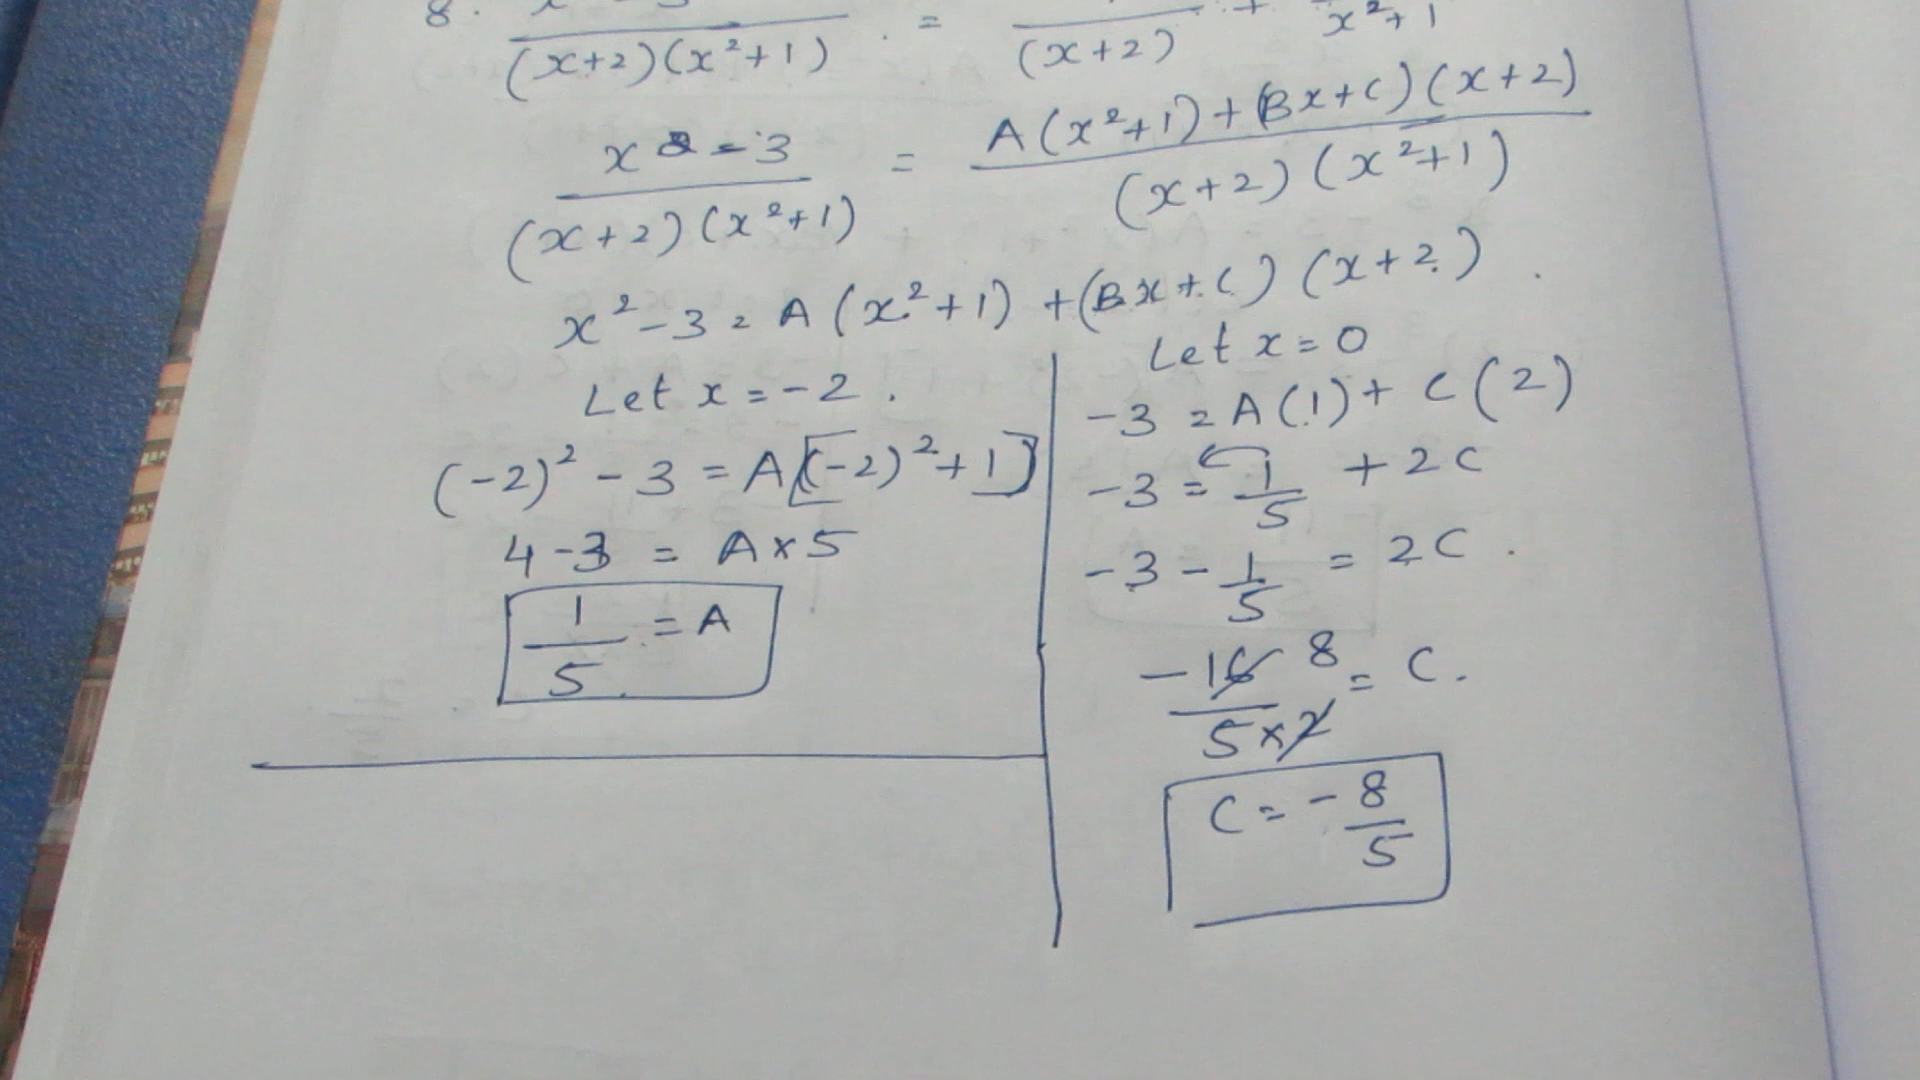 8.
(x+2)(x²+1) = (x+2) + x²+1
x² - 3 / (x+2)(x²+1) = A(x²+1) + (Bx+C)(x+2) / (x+2)(x²+1)
x² - 3 = A(x²+1) + (Bx+C)(x+2)
Let x = -2.
(-2)² - 3 = A[(-2)²+1]
4-3 = A×5
1/5 = A
Let x = 0
-3 = A(1) + C(2)
-3 = 1/5 + 2C
-3 - 1/5 = 2C.
-16 8 / 5×2 = C.
C = -8/5